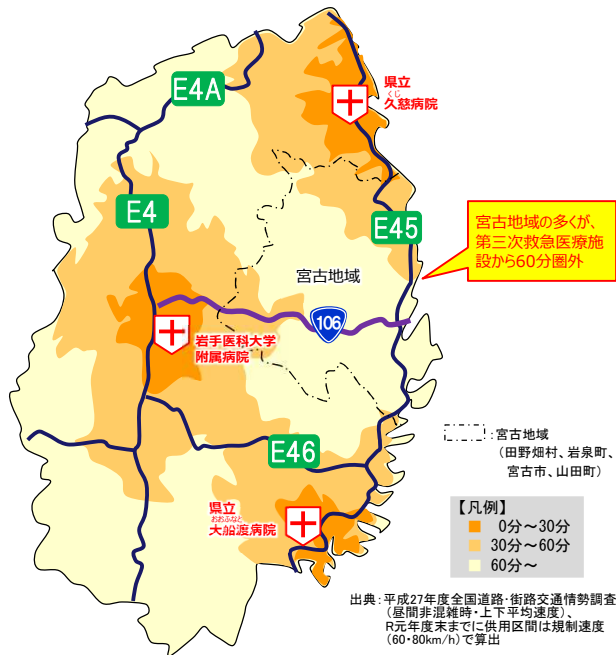 E4A
県立
くじ
久慈病院
E4
E45
宮古地域の多くが、
第三次救急医療施
設から60分圏外
宮古地域
106
岩手医科大学
附属病院
E46
県立
おおふなと
大船渡病院
:宮古地域
(田野畑村、岩泉町、
宮古市、山田町)
【凡例】
0分～30分
30分～60分
60分～
出典:平成27年度全国道路・街路交通情勢調査
(昼間非混雑時・上下平均速度)、
R元年度末までに供用区間は規制速度
(60・80km/h)で算出